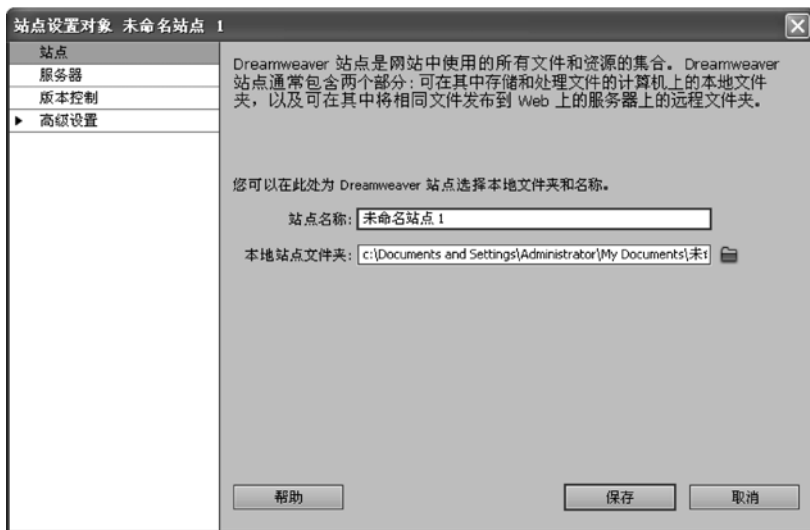 站点设置对象 未命名站点 1
站点
服务器
版本控制
高级设置
Dreamweaver 站点是网站中使用的所有文件和资源的集合。Dreamweaver
站点通常包含两个部分:可在其中存储和处理文件的计算机上的本地文件
夹，以及可在其中将相同文件发布到 Web 上的服务器上的远程文件夹。
您可以在此处为 Dreamweaver 站点选择本地文件夹和名称。
站点名称: 未命名站点 1
本地站点文件夹: c:\Documents and Settings\Administrator\My Documents\未
帮助
保存
取消